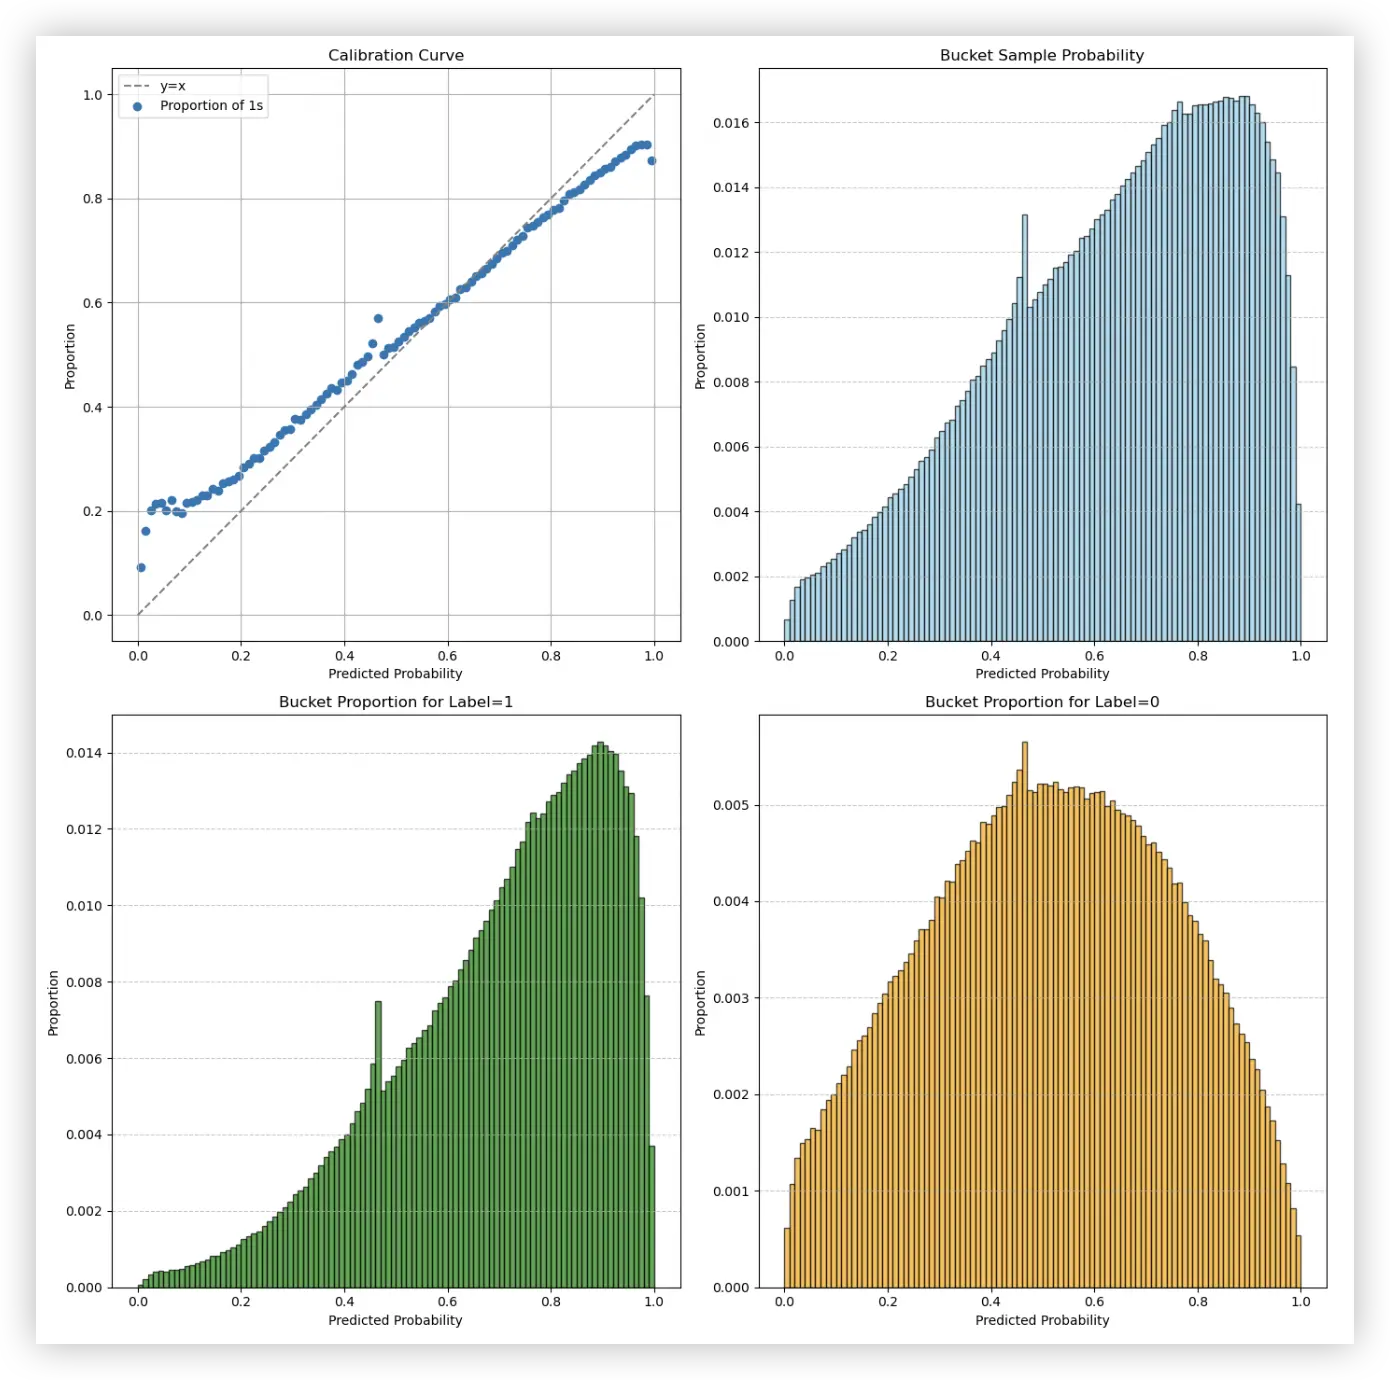 Calibration Curve
y=x
Proportion of 1s
1.0
0.8
0.6
0.4
0.2
0.0
Proportion
0.0 0.2 0.4 0.6 0.8 1.0
Predicted Probability
Bucket Sample Probability
0.016
0.014
0.012
0.010
0.008
0.006
0.004
0.002
0.000
Proportion
0.0 0.2 0.4 0.6 0.8 1.0
Predicted Probability
Bucket Proportion for Label=1
0.014
0.012
0.010
0.008
0.006
0.004
0.002
0.000
Proportion
0.0 0.2 0.4 0.6 0.8 1.0
Predicted Probability
Bucket Proportion for Label=0
0.005
0.004
0.003
0.002
0.001
0.000
Proportion
0.0 0.2 0.4 0.6 0.8 1.0
Predicted Probability